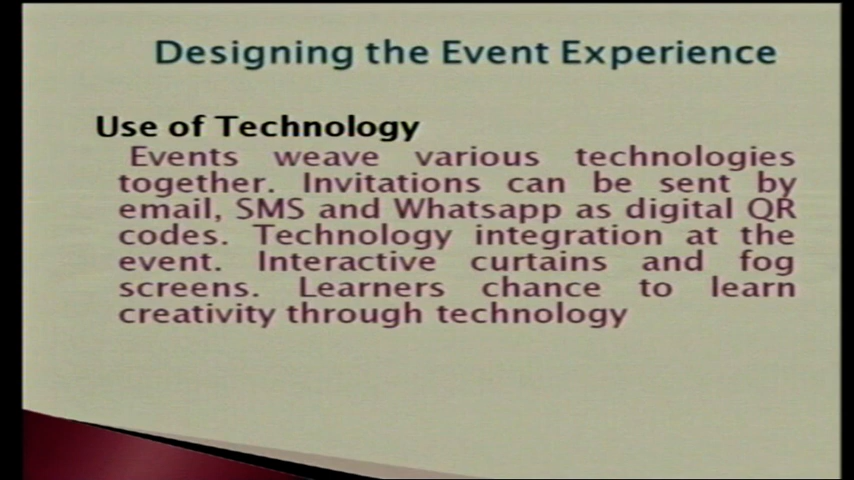 Designing the Event Experience
Use of Technology
Events weave various technologies
together. Invitations can be sent by
email, SMS and Whatsapp as digital QR
codes. Technology integration at the
event. Interactive curtains and fog
screens. Learners chance to learn
creativity through technology